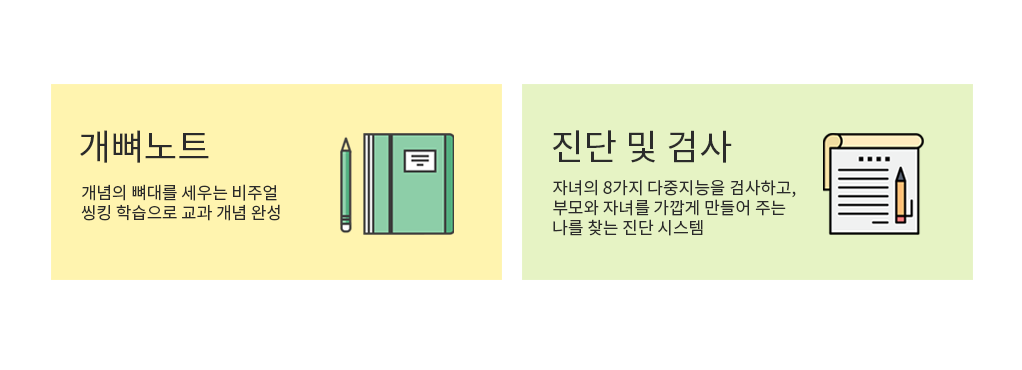 개뼈노트
개념의 뼈대를 세우는 비주얼
씽킹 학습으로 교과 개념 완성
진단 및 검사
자녀의 8가지 다중지능을 검사하고,
부모와 자녀를 가깝게 만들어 주는
나를 찾는 진단 시스템